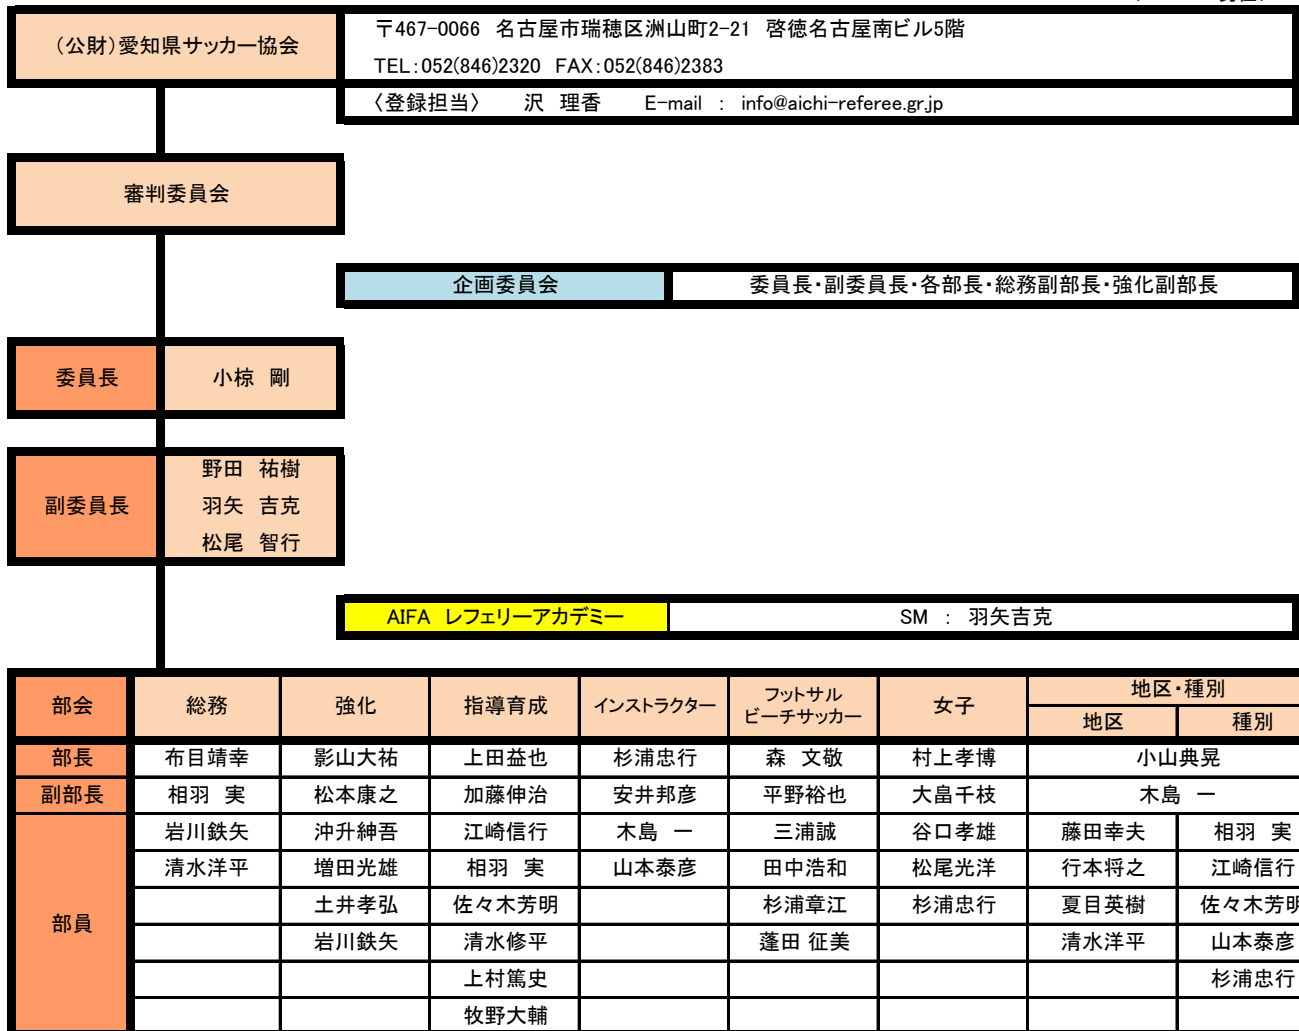 （公財）愛知県サッカー協会
〒467-0066 名古屋市瑞穂区洲山町2-21 啓徳名古屋南ビル5階
TEL：052(846)2320 FAX：052(846)2383
〈登録担当〉 沢 理香 E-mail : info@aichi-referee.gr.jp
審判委員会
企画委員会 委員長・副委員長・各部長・総務副部長・強化副部長
委員長 小椋 剛
副委員長
野田 祐樹
羽矢 吉克
松尾 智行
AIFA レフェリーアカデミー SM : 羽矢吉克
部会 総務 強化 指導育成 インストラクター フットサル ビーチサッカー 女子 地区・種別
地区 種別
部長 布目靖幸 影山大祐 上田益也 杉浦忠行 森 文敬 村上孝博 小山典晃
副部長 相羽 実 松本康之 加藤伸治 安井邦彦 平野裕也 大畠千枝 木島 一
部員
岩川鉄矢 沖升紳吾 江崎信行 木島 一 三浦誠 谷口孝雄 藤田幸夫 相羽 実
清水洋平 増田光雄 相羽 実 山本泰彦 田中浩和 松尾光洋 行本将之 江崎信行
土井孝弘 佐々木芳明 杉浦章江 杉浦忠行 夏目英樹 佐々木芳明
岩川鉄矢 清水修平 蓬田 征美 清水洋平 山本泰彦
上村篤史 杉浦忠行
牧野大輔